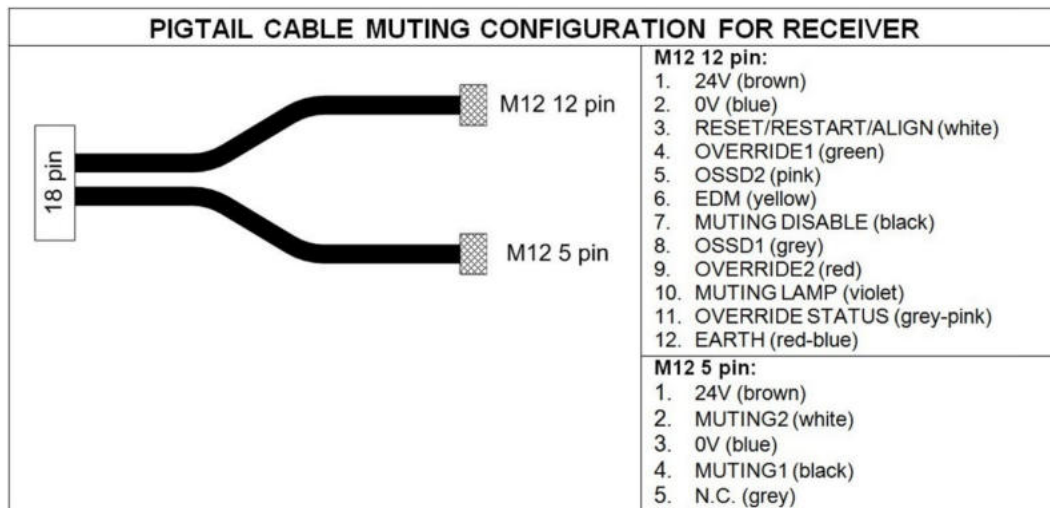 PIGTAIL CABLE MUTING CONFIGURATION FOR RECEIVER
18 pin
M12 12 pin
M12 5 pin
M12 12 pin:
1. 24V (brown)
2. 0V (blue)
3. RESET/RESTART/ALIGN (white)
4. OVERRIDE1 (green)
5. OSSD2 (pink)
6. EDM (yellow)
7. MUTING DISABLE (black)
8. OSSD1 (grey)
9. OVERRIDE2 (red)
10. MUTING LAMP (violet)
11. OVERRIDE STATUS (grey-pink)
12. EARTH (red-blue)
M12 5 pin:
1. 24V (brown)
2. MUTING2 (white)
3. 0V (blue)
4. MUTING1 (black)
5. N.C. (grey)